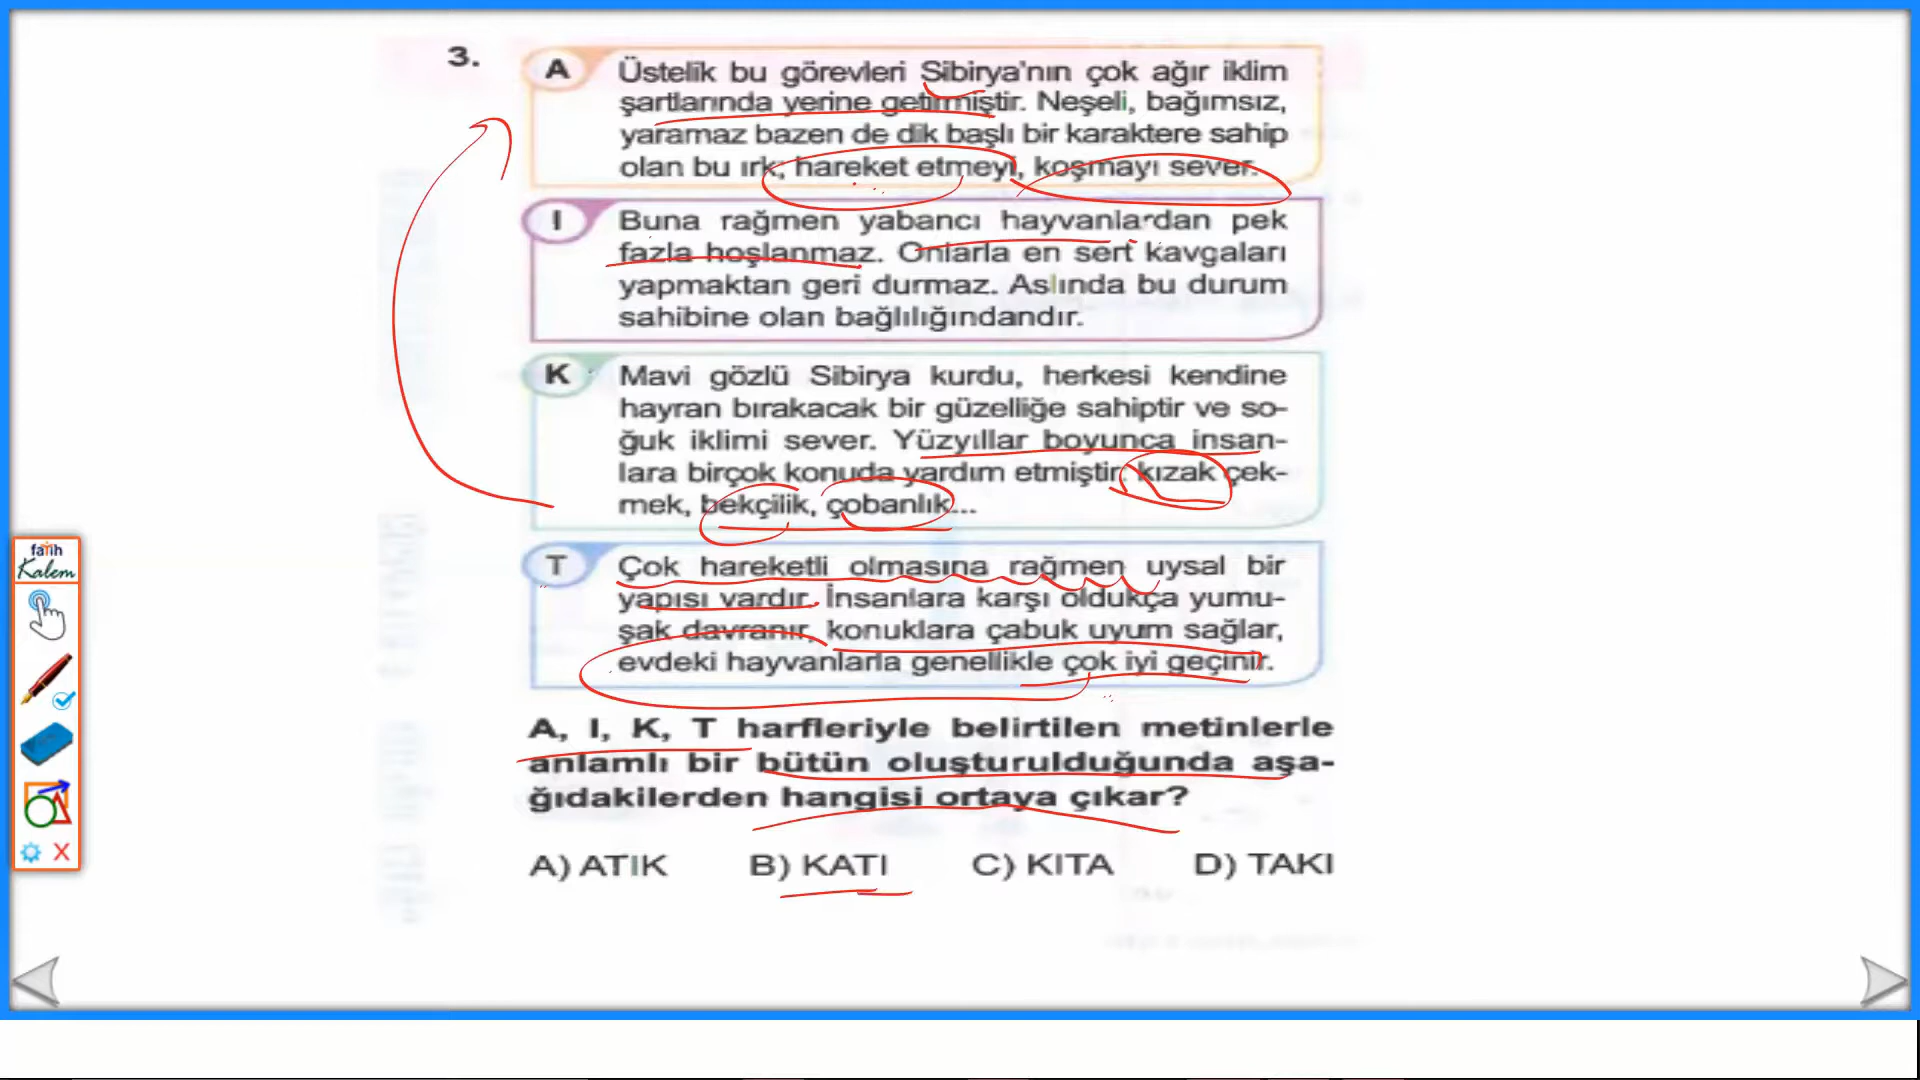 3.
A
Üstelik bu görevleri Sibirya'nın çok ağır iklim
şartlarında yerine getirmiştir. Neşeli, bağımsız,
yaramaz bazen de dik başlı bir karaktere sahip
olan bu ırk; hareket etmeyi, koşmayı sever.
I
Buna rağmen yabancı hayvanlardan pek
fazla hoşlanmaz. Onlarla en sert kavgaları
yapmaktan geri durmaz. Aslında bu durum
sahibine olan bağlılığındandır.
K
Mavi gözlü Sibirya kurdu, herkesi kendine
hayran bırakacak bir güzelliğe sahiptir ve so-
ğuk iklimi sever. Yüzyıllar boyunca insan-
lara birçok konuda yardım etmiştir: kızak çek-
mek, bekçilik, çobanlık...
T
Çok hareketli olmasına rağmen uysal bir
yapısı vardır. İnsanlara karşı oldukça yumu-
şak davranır, konuklara çabuk uyum sağlar,
evdeki hayvanlarla genellikle çok iyi geçinir.
A, I, K, T harfleriyle belirtilen metinlerle
anlamlı bir bütün oluşturulduğunda aşa-
ğıdakilerden hangisi ortaya çıkar?
A) ATIK B) KATI C) KITA D) TAKI
fatih
Kalem